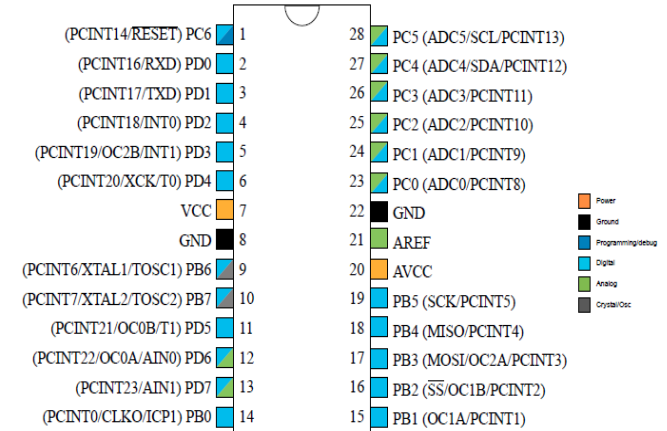 (PCINT14/RESET) PC6 1
(PCINT16/RXD) PD0 2
(PCINT17/TXD) PD1 3
(PCINT18/INT0) PD2 4
(PCINT19/OC2B/INT1) PD3 5
(PCINT20/XCK/T0) PD4 6
VCC 7
GND 8
(PCINT6/XTAL1/TOSC1) PB6 9
(PCINT7/XTAL2/TOSC2) PB7 10
(PCINT21/OC0B/T1) PD5 11
(PCINT22/OC0A/AIN0) PD6 12
(PCINT23/AIN1) PD7 13
(PCINT0/CLKO/ICP1) PB0 14
28 PC5 (ADC5/SCL/PCINT13)
27 PC4 (ADC4/SDA/PCINT12)
26 PC3 (ADC3/PCINT11)
25 PC2 (ADC2/PCINT10)
24 PC1 (ADC1/PCINT9)
23 PC0 (ADC0/PCINT8)
22 GND
21 AREF
20 AVCC
19 PB5 (SCK/PCINT5)
18 PB4 (MISO/PCINT4)
17 PB3 (MOSI/OC2A/PCINT3)
16 PB2 (SS/OC1B/PCINT2)
15 PB1 (OC1A/PCINT1)
Power
Ground
Programming/debug
Digital
Analog
Crystal/Osc